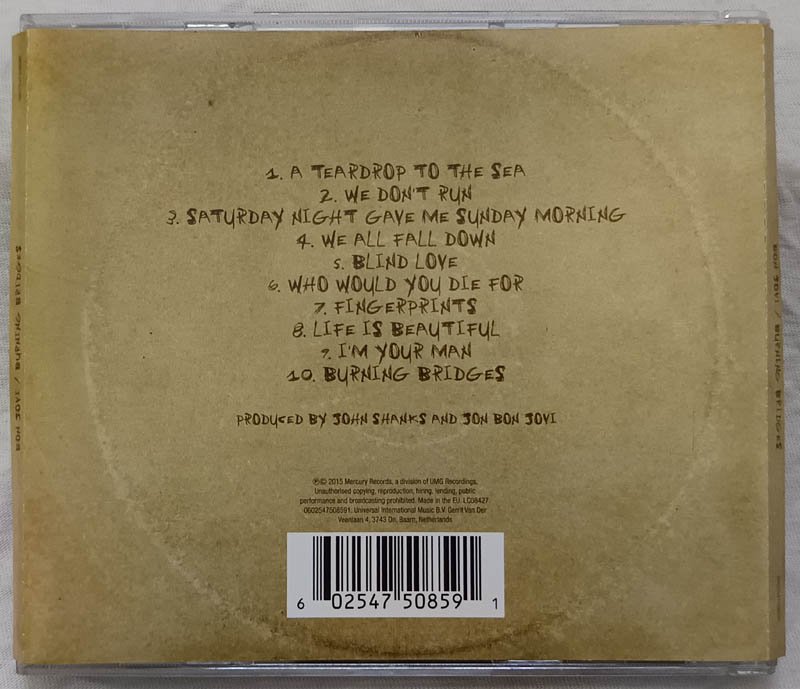 1. A TEARDROP TO THE SEA
2. WE DON'T RUN
3. SATURDAY NIGHT GAVE ME SUNDAY MORNING
4. WE ALL FALL DOWN
5. BLIND LOVE
6. WHO WOULD YOU DIE FOR
7. FINGERPRINTS
8. LIFE IS BEAUTIFUL
9. I'M YOUR MAN
10. BURNING BRIDGES
PRODUCED BY JOHN SHANKS AND JON BON JOVI
℗© 2015 Mercury Records, a division of UMG Recordings,
Unauthorised copying, reproduction, hiring, lending, public
performance and broadcasting prohibited. Made in the EU. LC08427
0602547508591. Universal International Music B.V. Gerrit Van Der
Veenlaan 4, 3743 Dn, Baarn, Netherlands
6 02547 50859 1
BON JOVI / BURNING BRIDGES
BON JOVI / BURNING BRIDGES